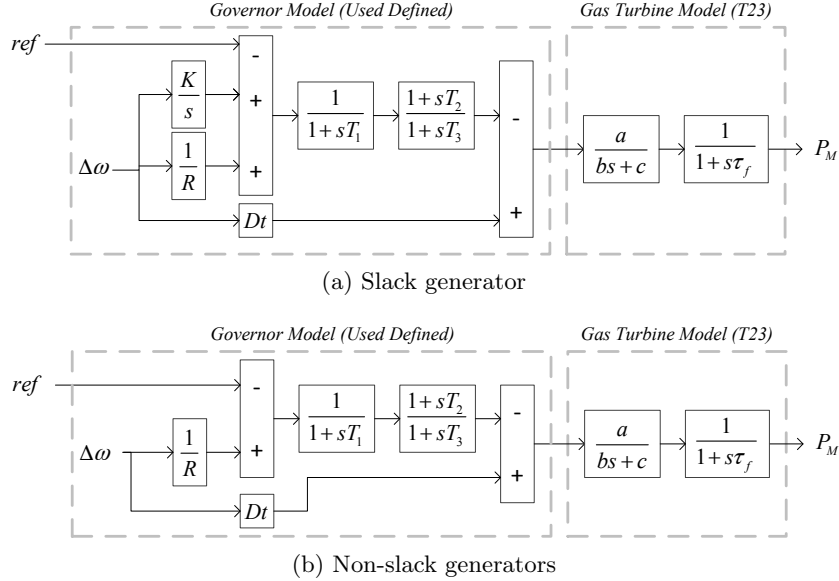 Governor Model (Used Defined)
Gas Turbine Model (T23)
ref
-
K
s
+
1
1+sT1
1+sT2
1+sT3
-
a
bs+c
1
1+sτf
PM
Δω
1
R
+
Dt
+
(a) Slack generator
Governor Model (Used Defined)
Gas Turbine Model (T23)
ref
-
1
1+sT1
1+sT2
1+sT3
-
a
bs+c
1
1+sτf
PM
Δω
1
R
+
+
Dt
(b) Non-slack generators